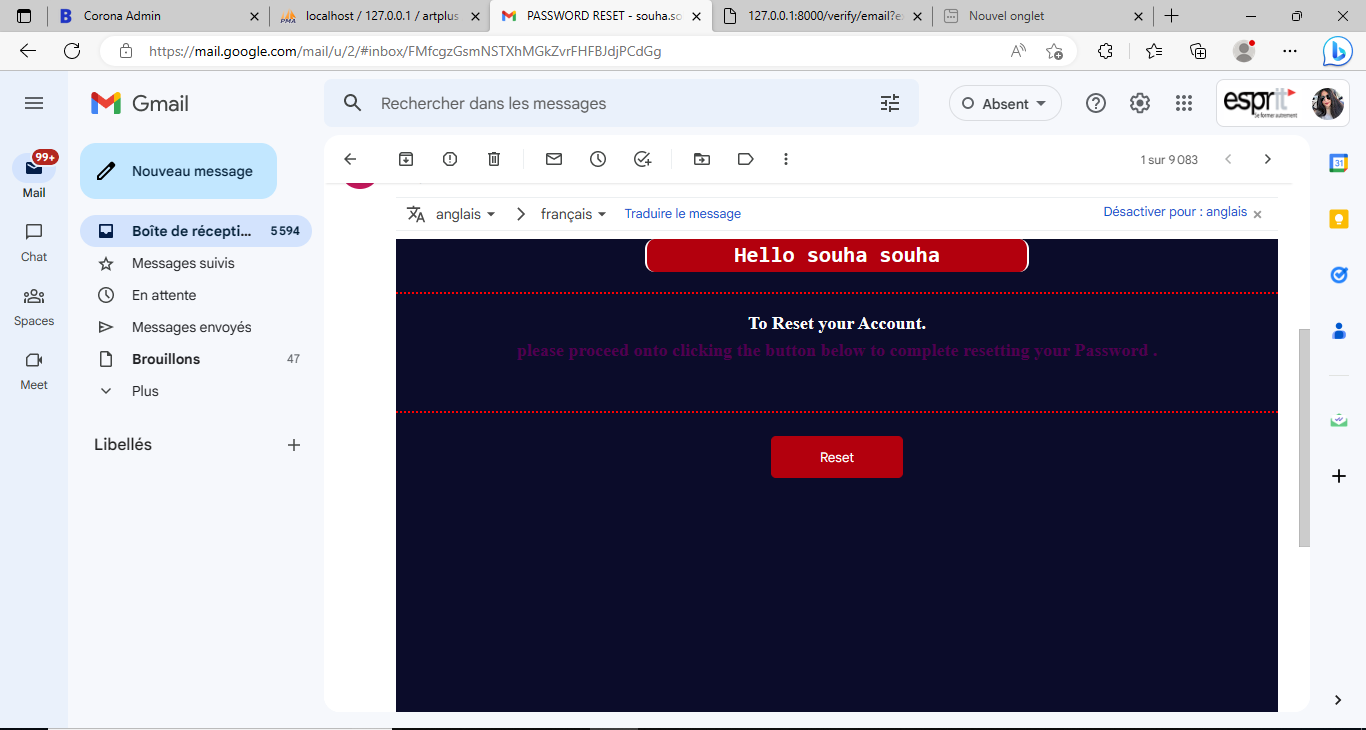 Corona Admin
localhost / 127.0.0.1 / artplus
PASSWORD RESET - souha.so
127.0.0.1:8000/verify/email?e
Nouvel onglet
https://mail.google.com/mail/u/2/#inbox/FMfcgzGsmNSTXhMGkZvrFHFBJdjPCdGg
Gmail
Rechercher dans les messages
Absent
esprit
Se former autrement
99+
Mail
Chat
Spaces
Meet
Nouveau message
Boîte de récepti... 5 594
Messages suivis
En attente
Messages envoyés
Brouillons 47
Plus
Libellés
1 sur 9 083
anglais
français
Traduire le message
Désactiver pour : anglais
Hello souha souha
To Reset your Account.
please proceed onto clicking the button below to complete resetting your Password .
Reset
31